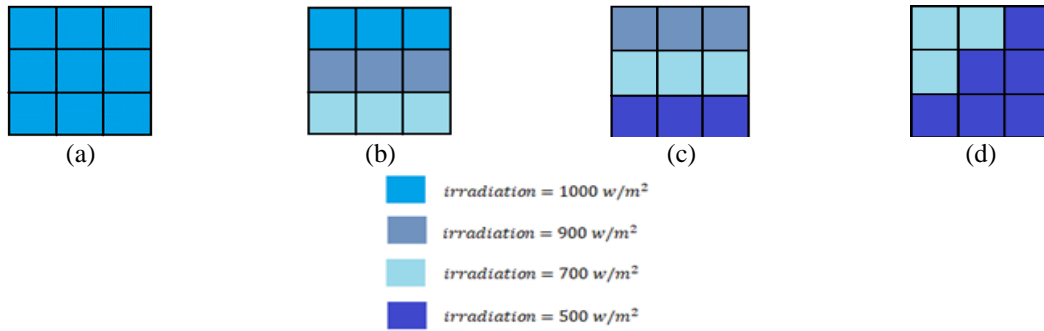 (a) (b) (c) (d)
irradiation = 1000 w/m²
irradiation = 900 w/m²
irradiation = 700 w/m²
irradiation = 500 w/m²